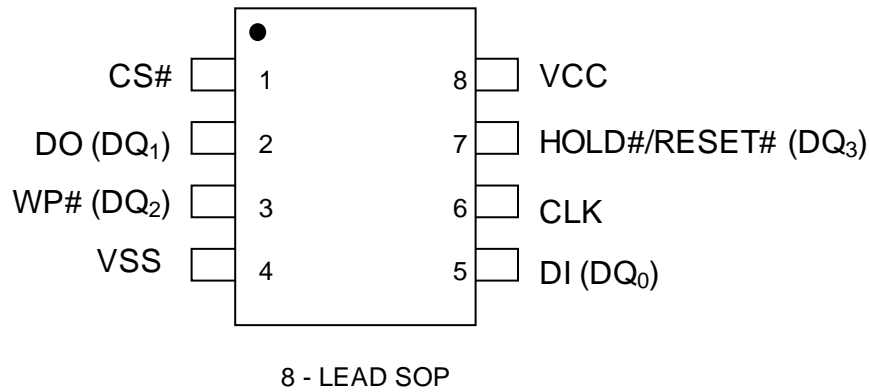 CS# 1 8 VCC
DO (DQ₁) 2 7 HOLD#/RESET# (DQ₃)
WP# (DQ₂) 3 6 CLK
VSS 4 5 DI (DQ₀)
8 - LEAD SOP